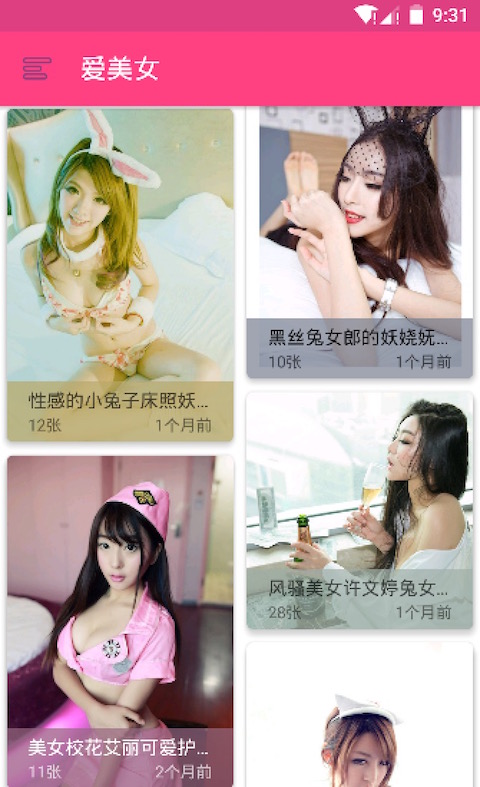 9:31
爱美女
性感的小兔子床照妖...
12张 1个月前
黑丝兔女郎的妖娆妩...
10张 1个月前
美女校花艾丽可爱护...
11张 2个月前
风骚美女许文婷兔女...
28张 1个月前